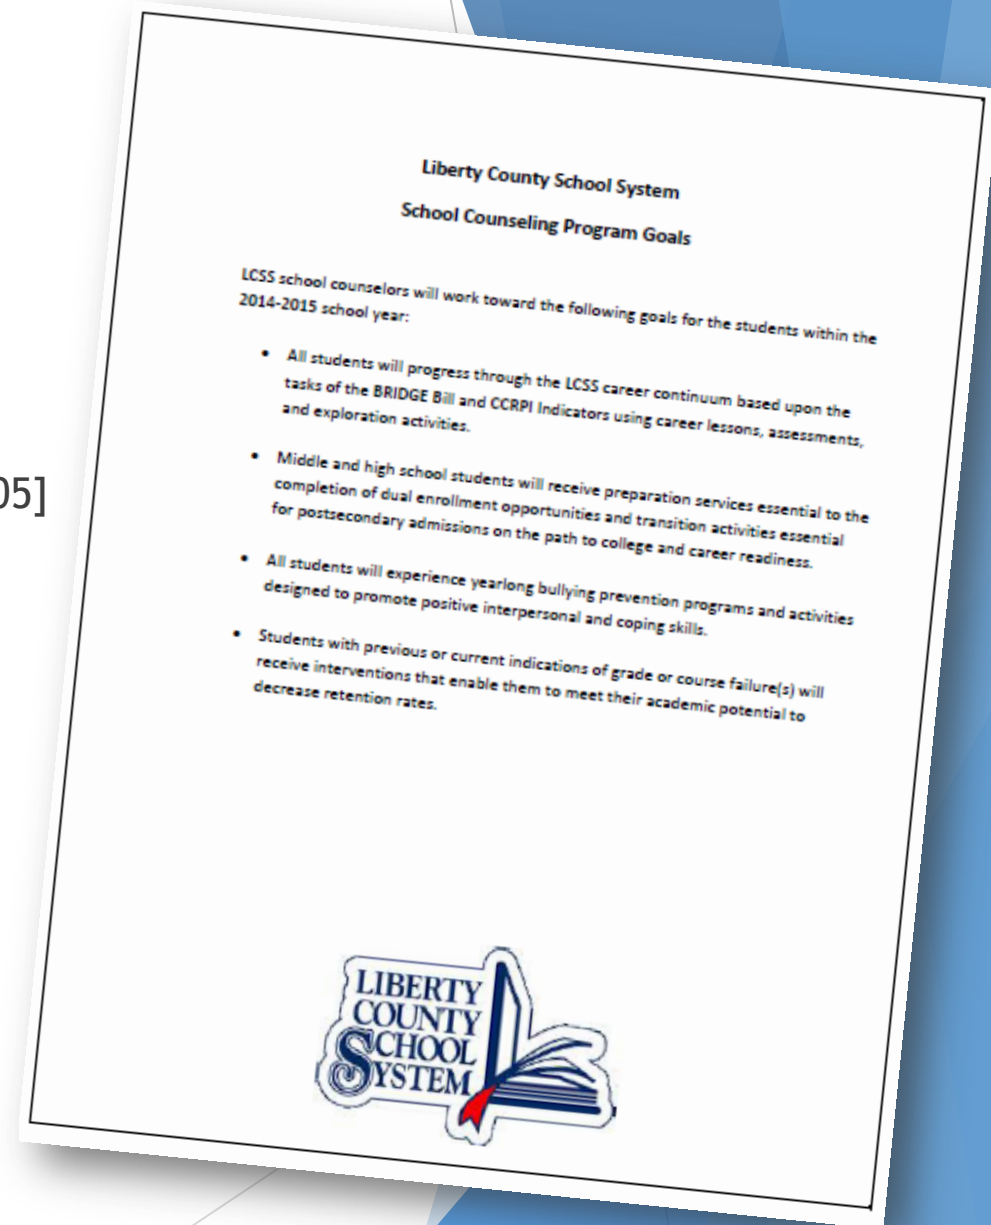 05]
Liberty County School System
School Counseling Program Goals
LCSS school counselors will work toward the following goals for the students within the
2014-2015 school year:
• All students will progress through the LCSS career continuum based upon the
tasks of the BRIDGE Bill and CCRPI Indicators using career lessons, assessments,
and exploration activities.
• Middle and high school students will receive preparation services essential to the
completion of dual enrollment opportunities and transition activities essential
for postsecondary admissions on the path to college and career readiness.
• All students will experience yearlong bullying prevention programs and activities
designed to promote positive interpersonal and coping skills.
• Students with previous or current indications of grade or course failure(s) will
receive interventions that enable them to meet their academic potential to
decrease retention rates.
LIBERTY
COUNTY
SCHOOL
SYSTEM